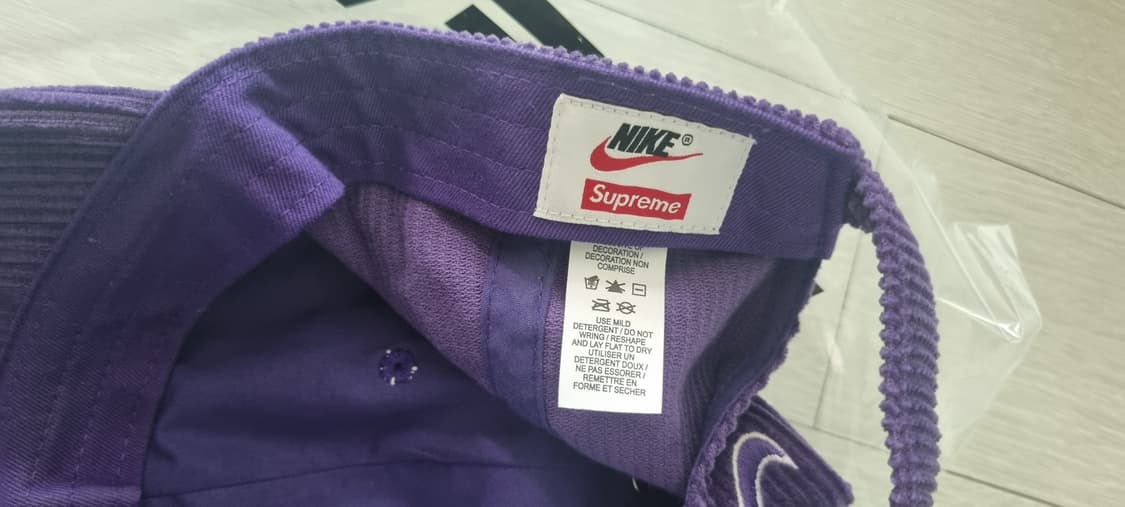 NIKE®
Supreme
DECORATION /
DECORATION NON
COMPRISE
USE MILD
DETERGENT / DO NOT
WRING / RESHAPE
AND LAY FLAT TO DRY
UTILISER UN
DETERGENT DOUX /
NE PAS ESSORER /
REMETTRE EN
FORME ET SECHER